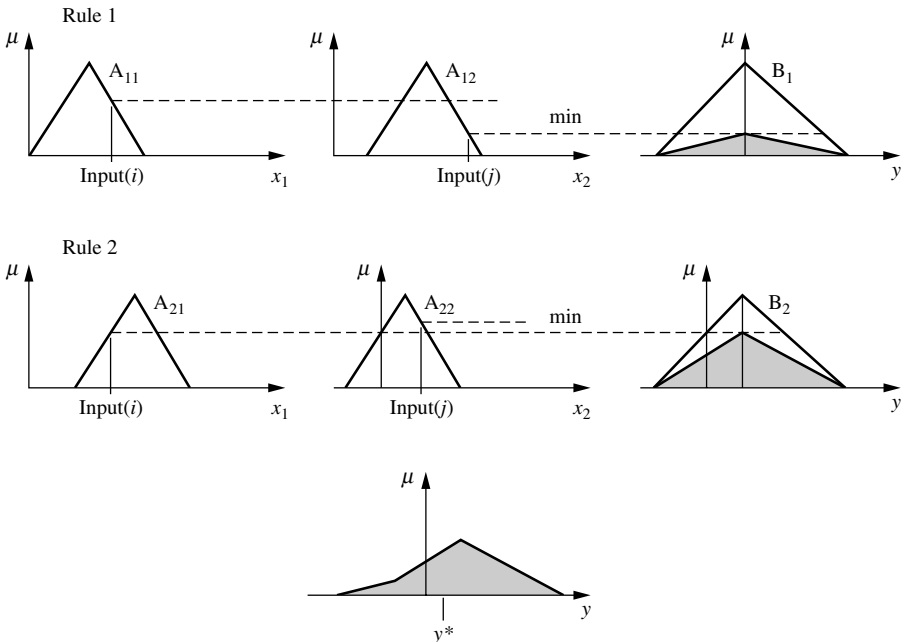 Rule 1
μ μ μ
A11 A12 B1
min
Input(i) x1 Input(j) x2 y
Rule 2
μ μ μ
A21 A22 B2
min
Input(i) x1 Input(j) x2 y
μ
y
y*